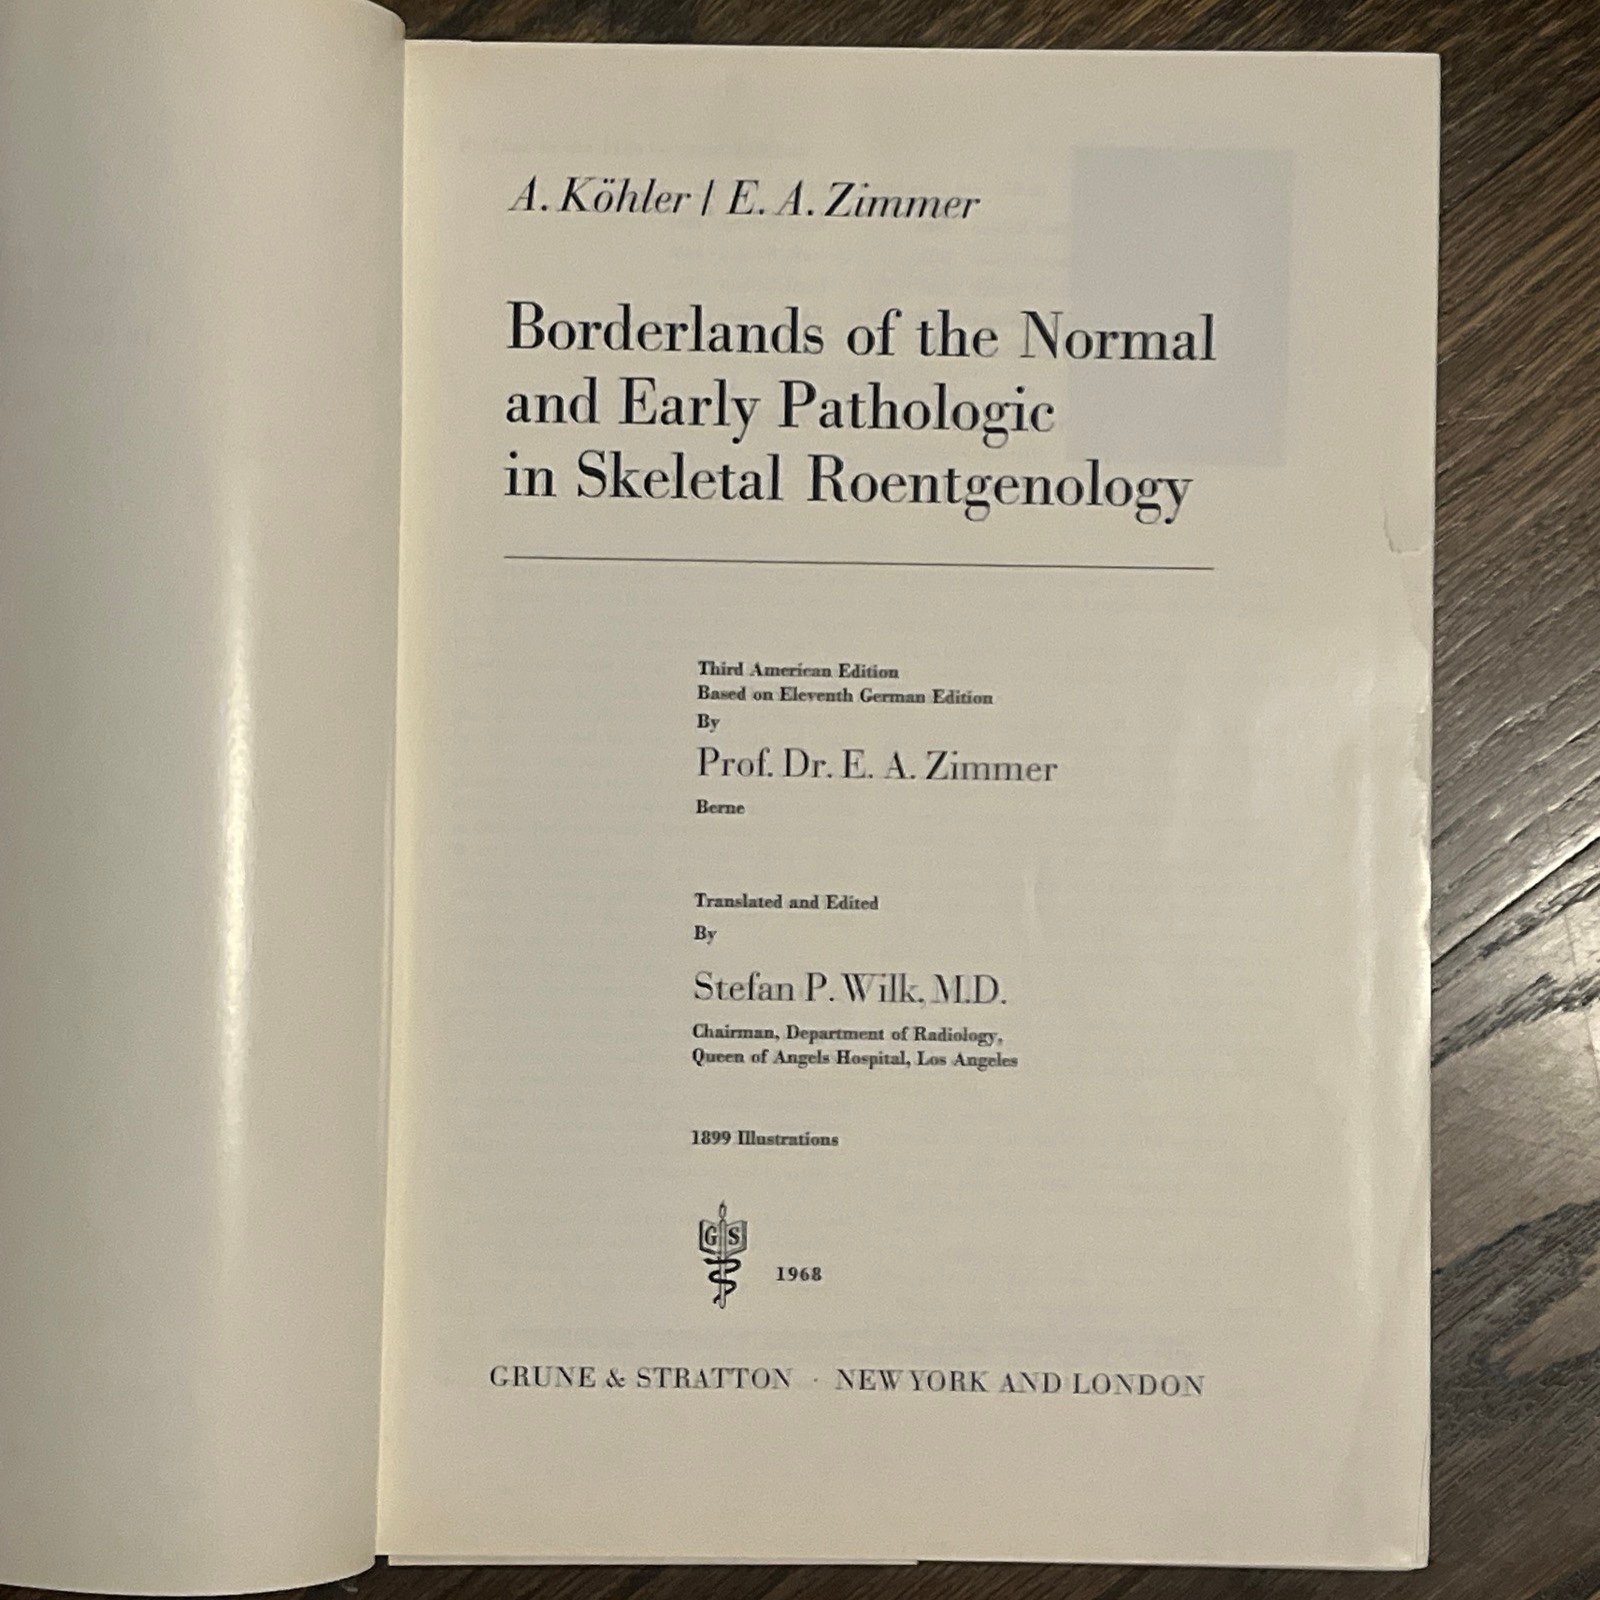 A. Köhler / E. A. Zimmer
Borderlands of the Normal
and Early Pathologic
in Skeletal Roentgenology
Third American Edition
Based on Eleventh German Edition
By
Prof. Dr. E. A. Zimmer
Berne
Translated and Edited
By
Stefan P. Wilk, M.D.
Chairman, Department of Radiology,
Queen of Angels Hospital, Los Angeles
1899 Illustrations
G S
1968
GRUNE & STRATTON · NEW YORK AND LONDON